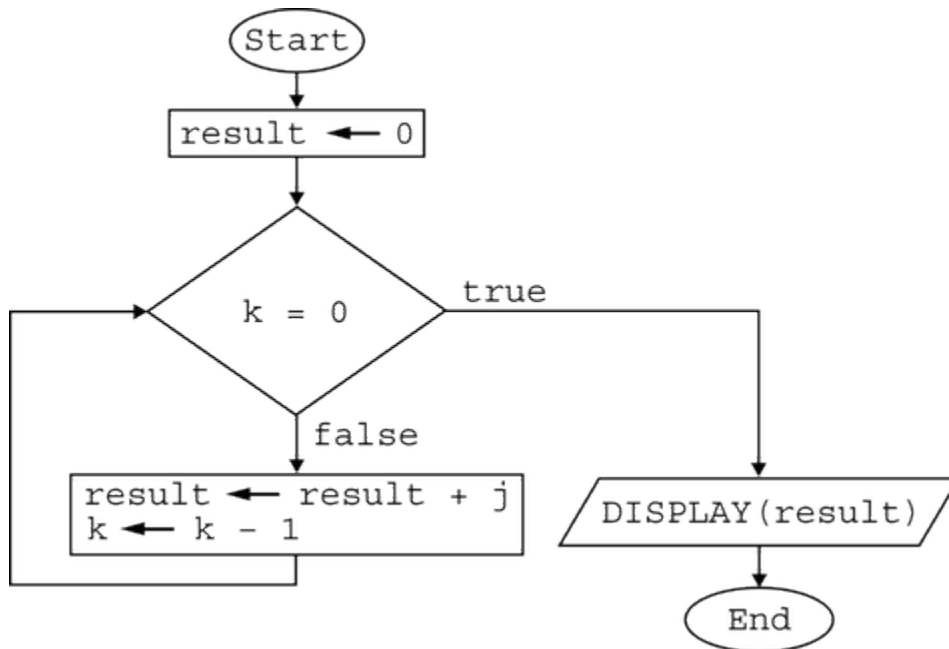 Start
result ← 0
k = 0
true
false
result ← result + j
k ← k - 1
DISPLAY(result)
End